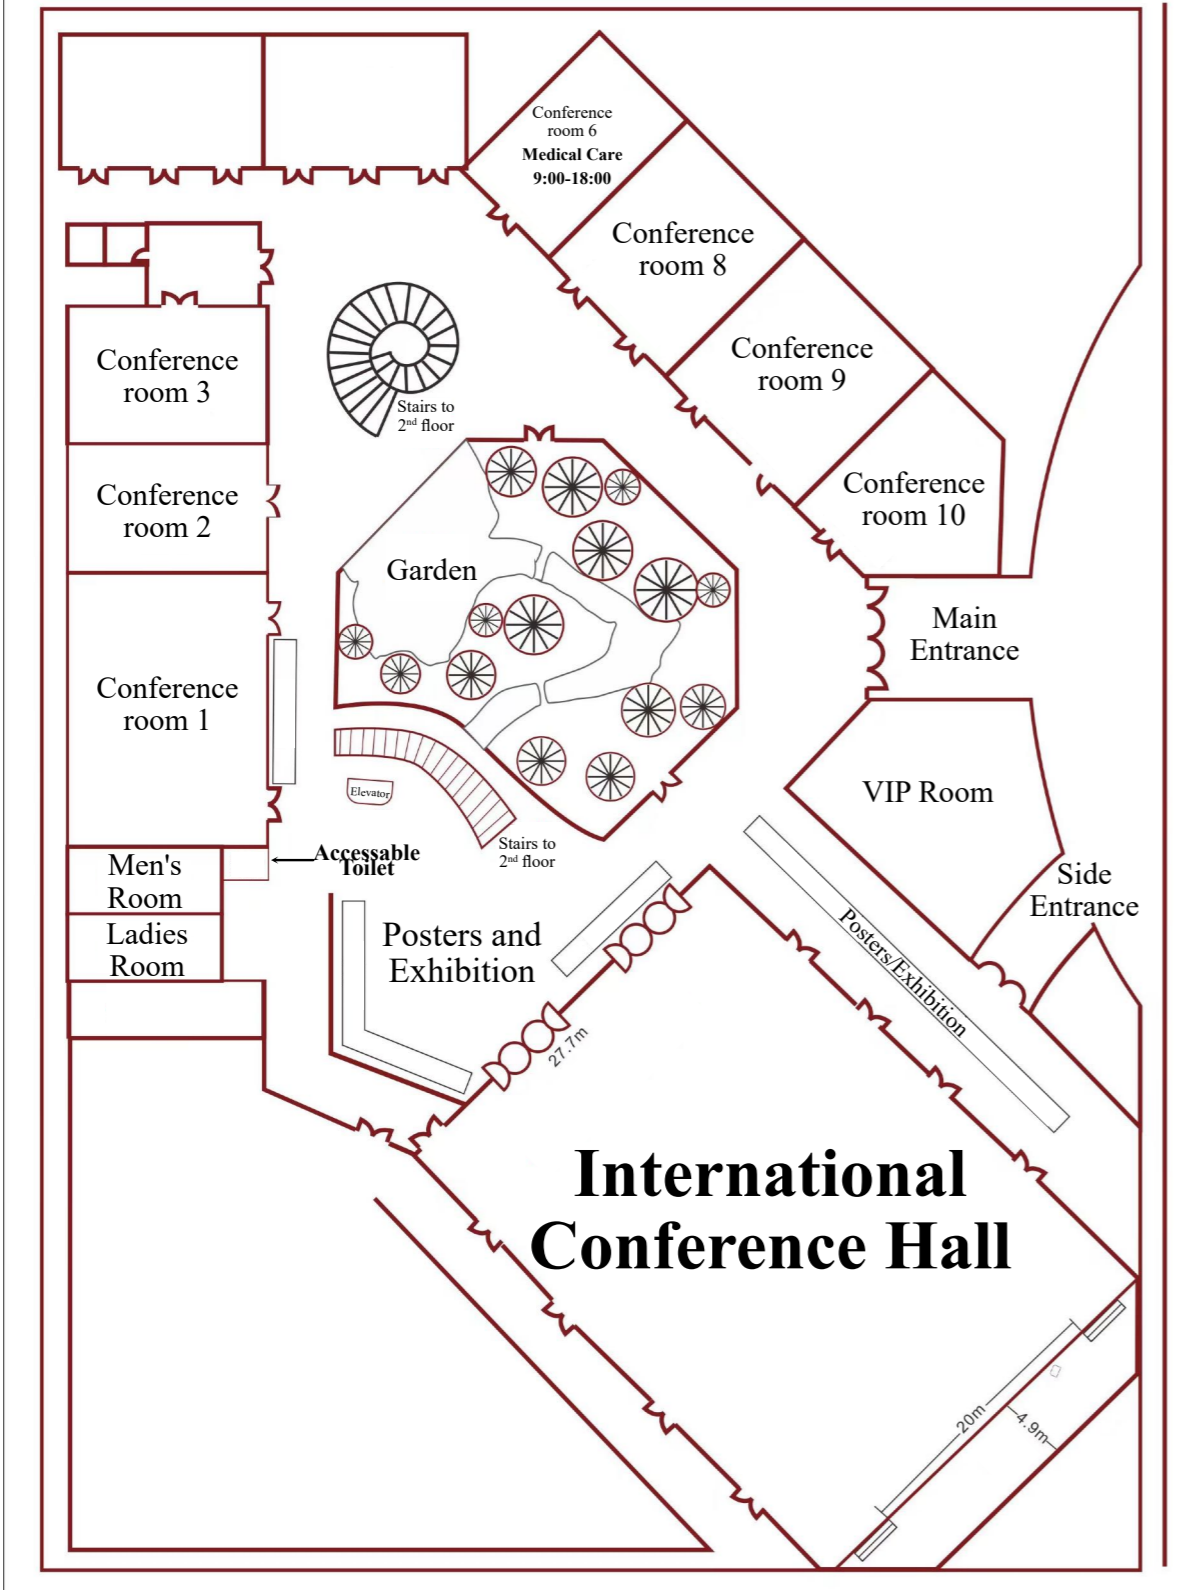 Conference
room 6
Medical Care
9:00-18:00
Conference
room 8
Conference
room 3
Conference
room 9
Stairs to
2nd floor
Conference
room 2
Conference
room 10
Garden
Main
Entrance
Conference
room 1
VIP Room
Elevator
Stairs to
2nd floor
Accessable
Toilet
Men's
Room
Side
Entrance
Ladies
Room
Posters and
Exhibition
Posters/Exhibition
27.7m
International
Conference Hall
20m
4.9m